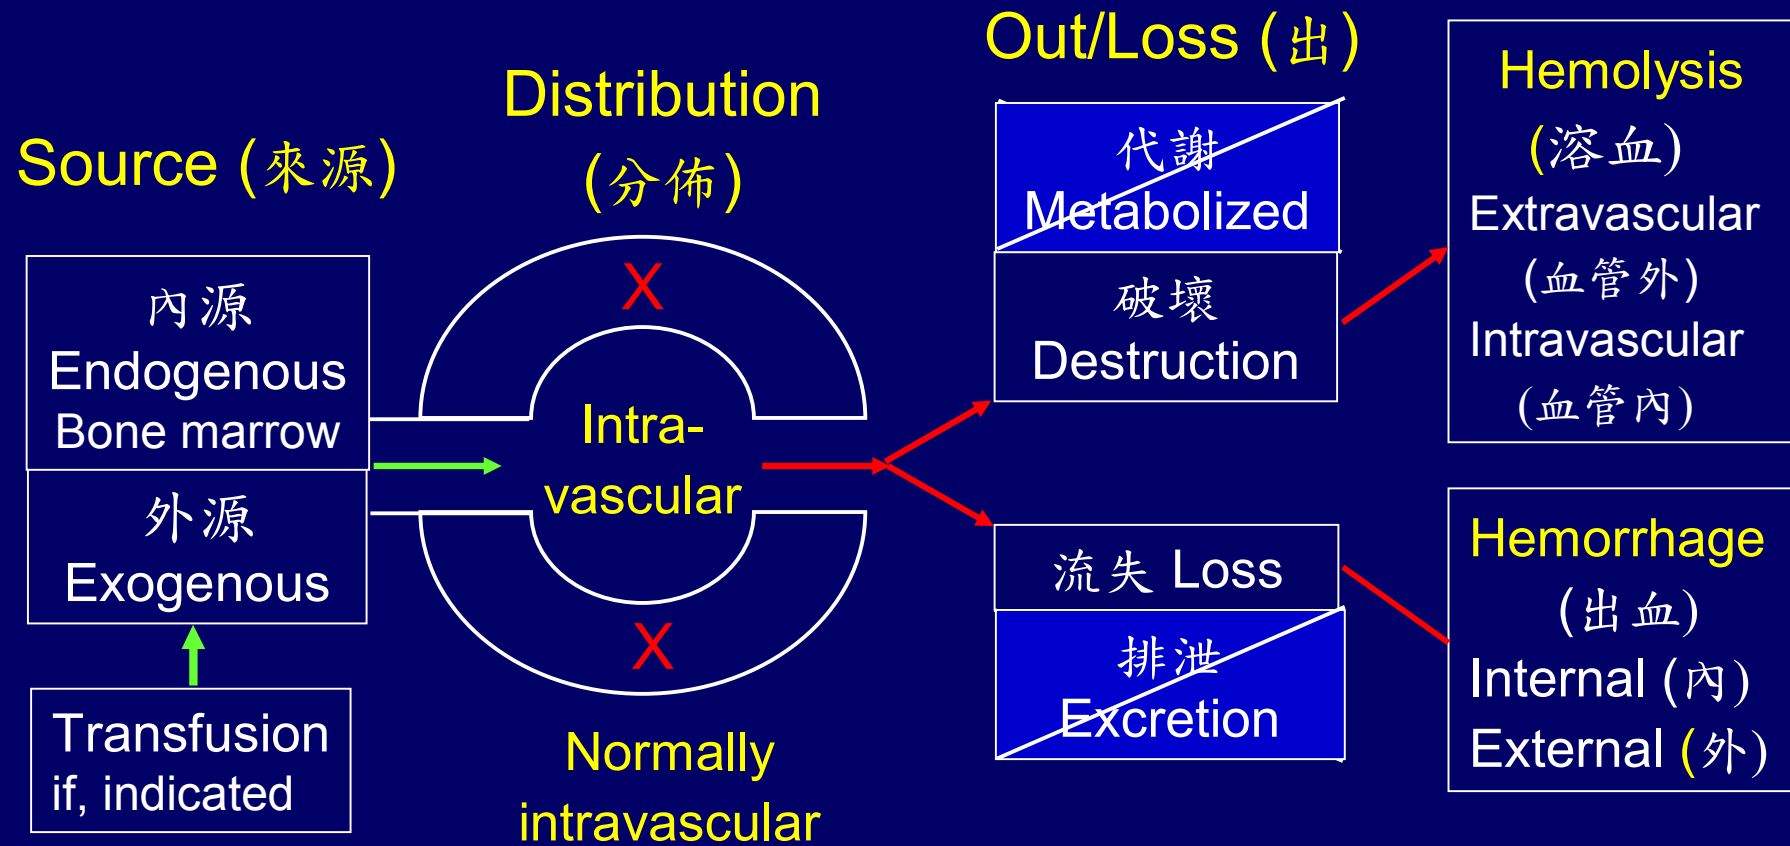 Source (來源)
內源
Endogenous
Bone marrow
外源
Exogenous
Transfusion
if, indicated
Distribution
(分佈)
X
Intra-
vascular
X
Normally
intravascular
Out/Loss (出)
代謝
Metabolized
破壞
Destruction
流失 Loss
排泄
Excretion
Hemolysis
(溶血)
Extravascular
(血管外)
Intravascular
(血管內)
Hemorrhage
(出血)
Internal (內)
External (外)